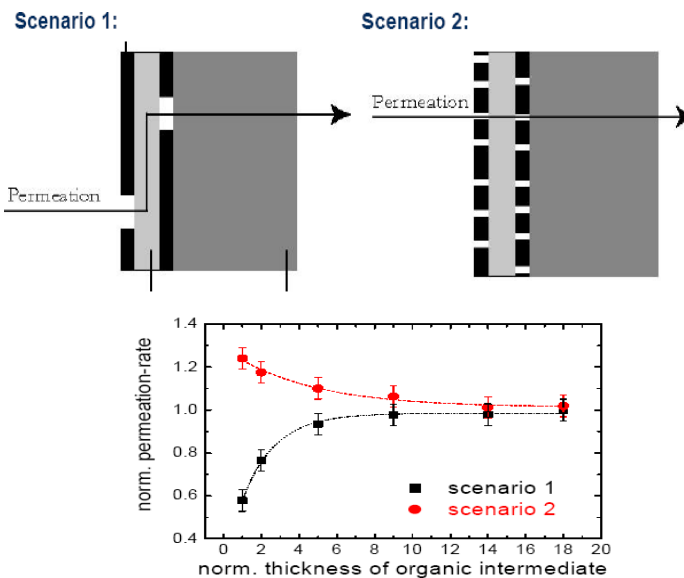 Scenario 1:
Scenario 2:
Permeation
Permeation
norm. permeation-rate
1.4
1.2
1.0
0.8
0.6
0.4
scenario 1
scenario 2
0 2 4 6 8 10 12 14 16 18 20
norm. thickness of organic intermediate